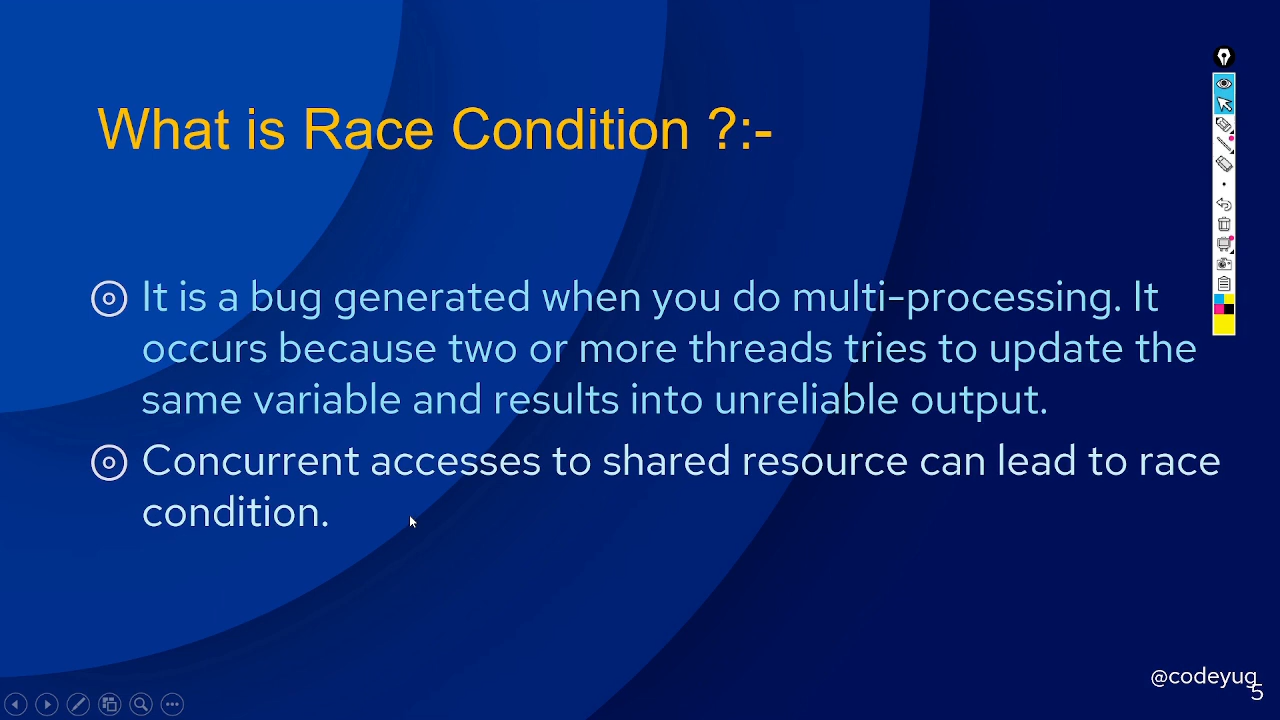 What is Race Condition ?:-
It is a bug generated when you do multi-processing. It
occurs because two or more threads tries to update the
same variable and results into unreliable output.
Concurrent accesses to shared resource can lead to race
condition.
@codeyug
5